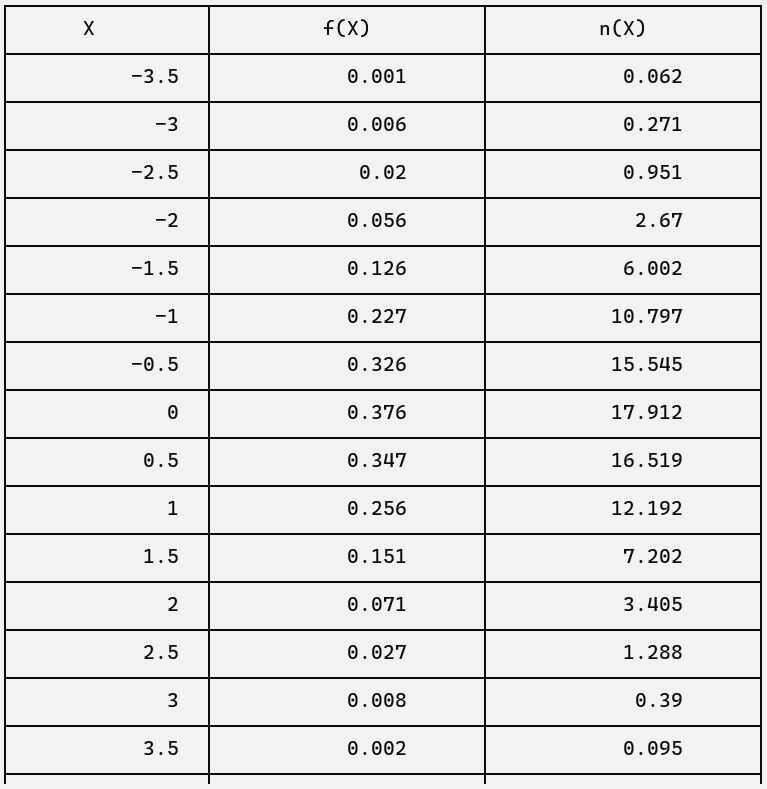 X f(X) n(X)
−3.5 0.001 0.062
−3 0.006 0.271
−2.5 0.02 0.951
−2 0.056 2.67
−1.5 0.126 6.002
−1 0.227 10.797
−0.5 0.326 15.545
0 0.376 17.912
0.5 0.347 16.519
1 0.256 12.192
1.5 0.151 7.202
2 0.071 3.405
2.5 0.027 1.288
3 0.008 0.39
3.5 0.002 0.095